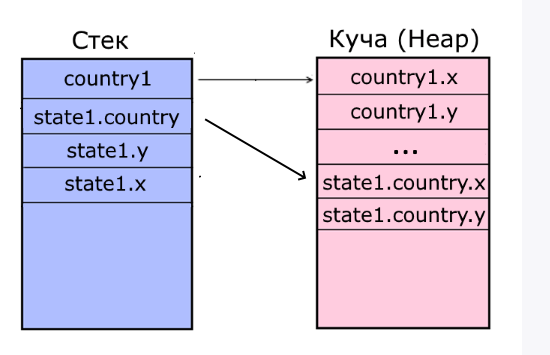 Стек
country1
state1.country
state1.y
state1.x
Куча (Heap)
country1.x
country1.y
...
state1.country.x
state1.country.y